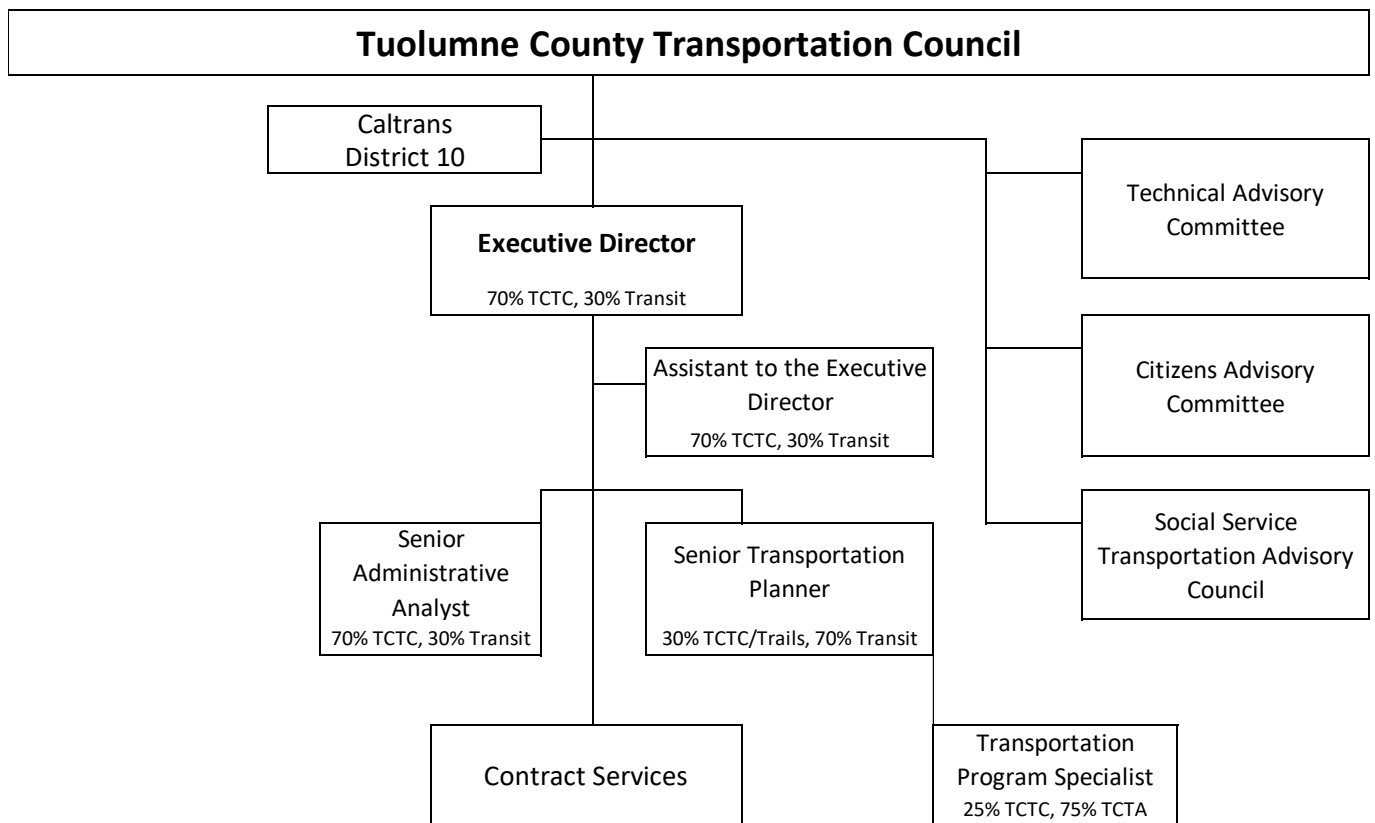 Tuolumne County Transportation Council
Caltrans
District 10
Technical Advisory
Committee
Executive Director
70% TCTC, 30% Transit
Assistant to the Executive
Director
70% TCTC, 30% Transit
Citizens Advisory
Committee
Senior
Administrative
Analyst
70% TCTC, 30% Transit
Senior Transportation
Planner
30% TCTC/Trails, 70% Transit
Social Service
Transportation Advisory
Council
Contract Services
Transportation
Program Specialist
25% TCTC, 75% TCTA